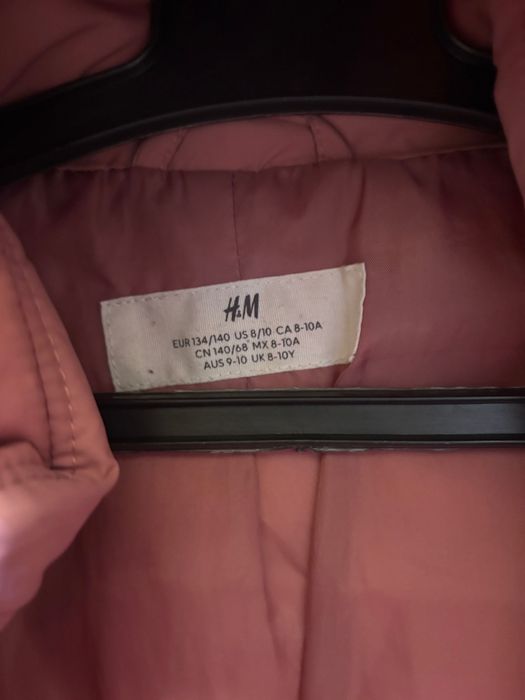 H&M
EUR 134/140 US 8/10 CA 8-10A
CN 140/68 MX 8-10A
AUS 9-10 UK 8-10Y